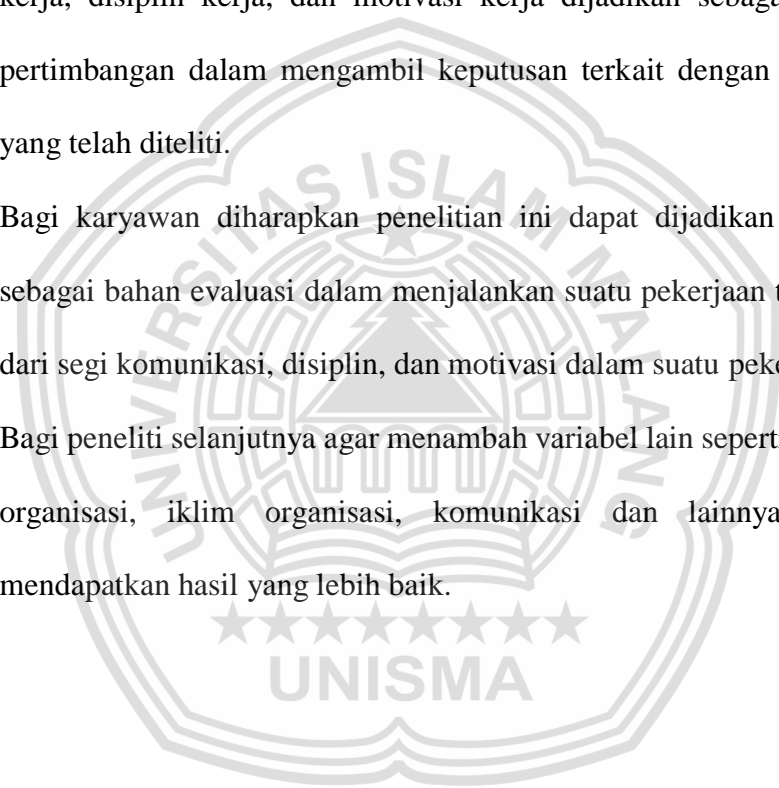 kerja, disiplin kerja, dan motivasi kerja dijadikan
pertimbangan dalam mengambil keputusan terkait dengan
yang telah diteliti.
Bagi karyawan diharapkan penelitian ini dapat dijadikan
sebagai bahan evaluasi dalam menjalankan suatu pekerjaan
dari segi komunikasi, disiplin, dan motivasi dalam suatu
Bagi peneliti selanjutnya agar menambah variabel lain
organisasi, iklim organisasi, komunikasi dan lainnya
mendapatkan hasil yang lebih baik.
UNIVERSITAS ISLAM MALANG
UNISMA